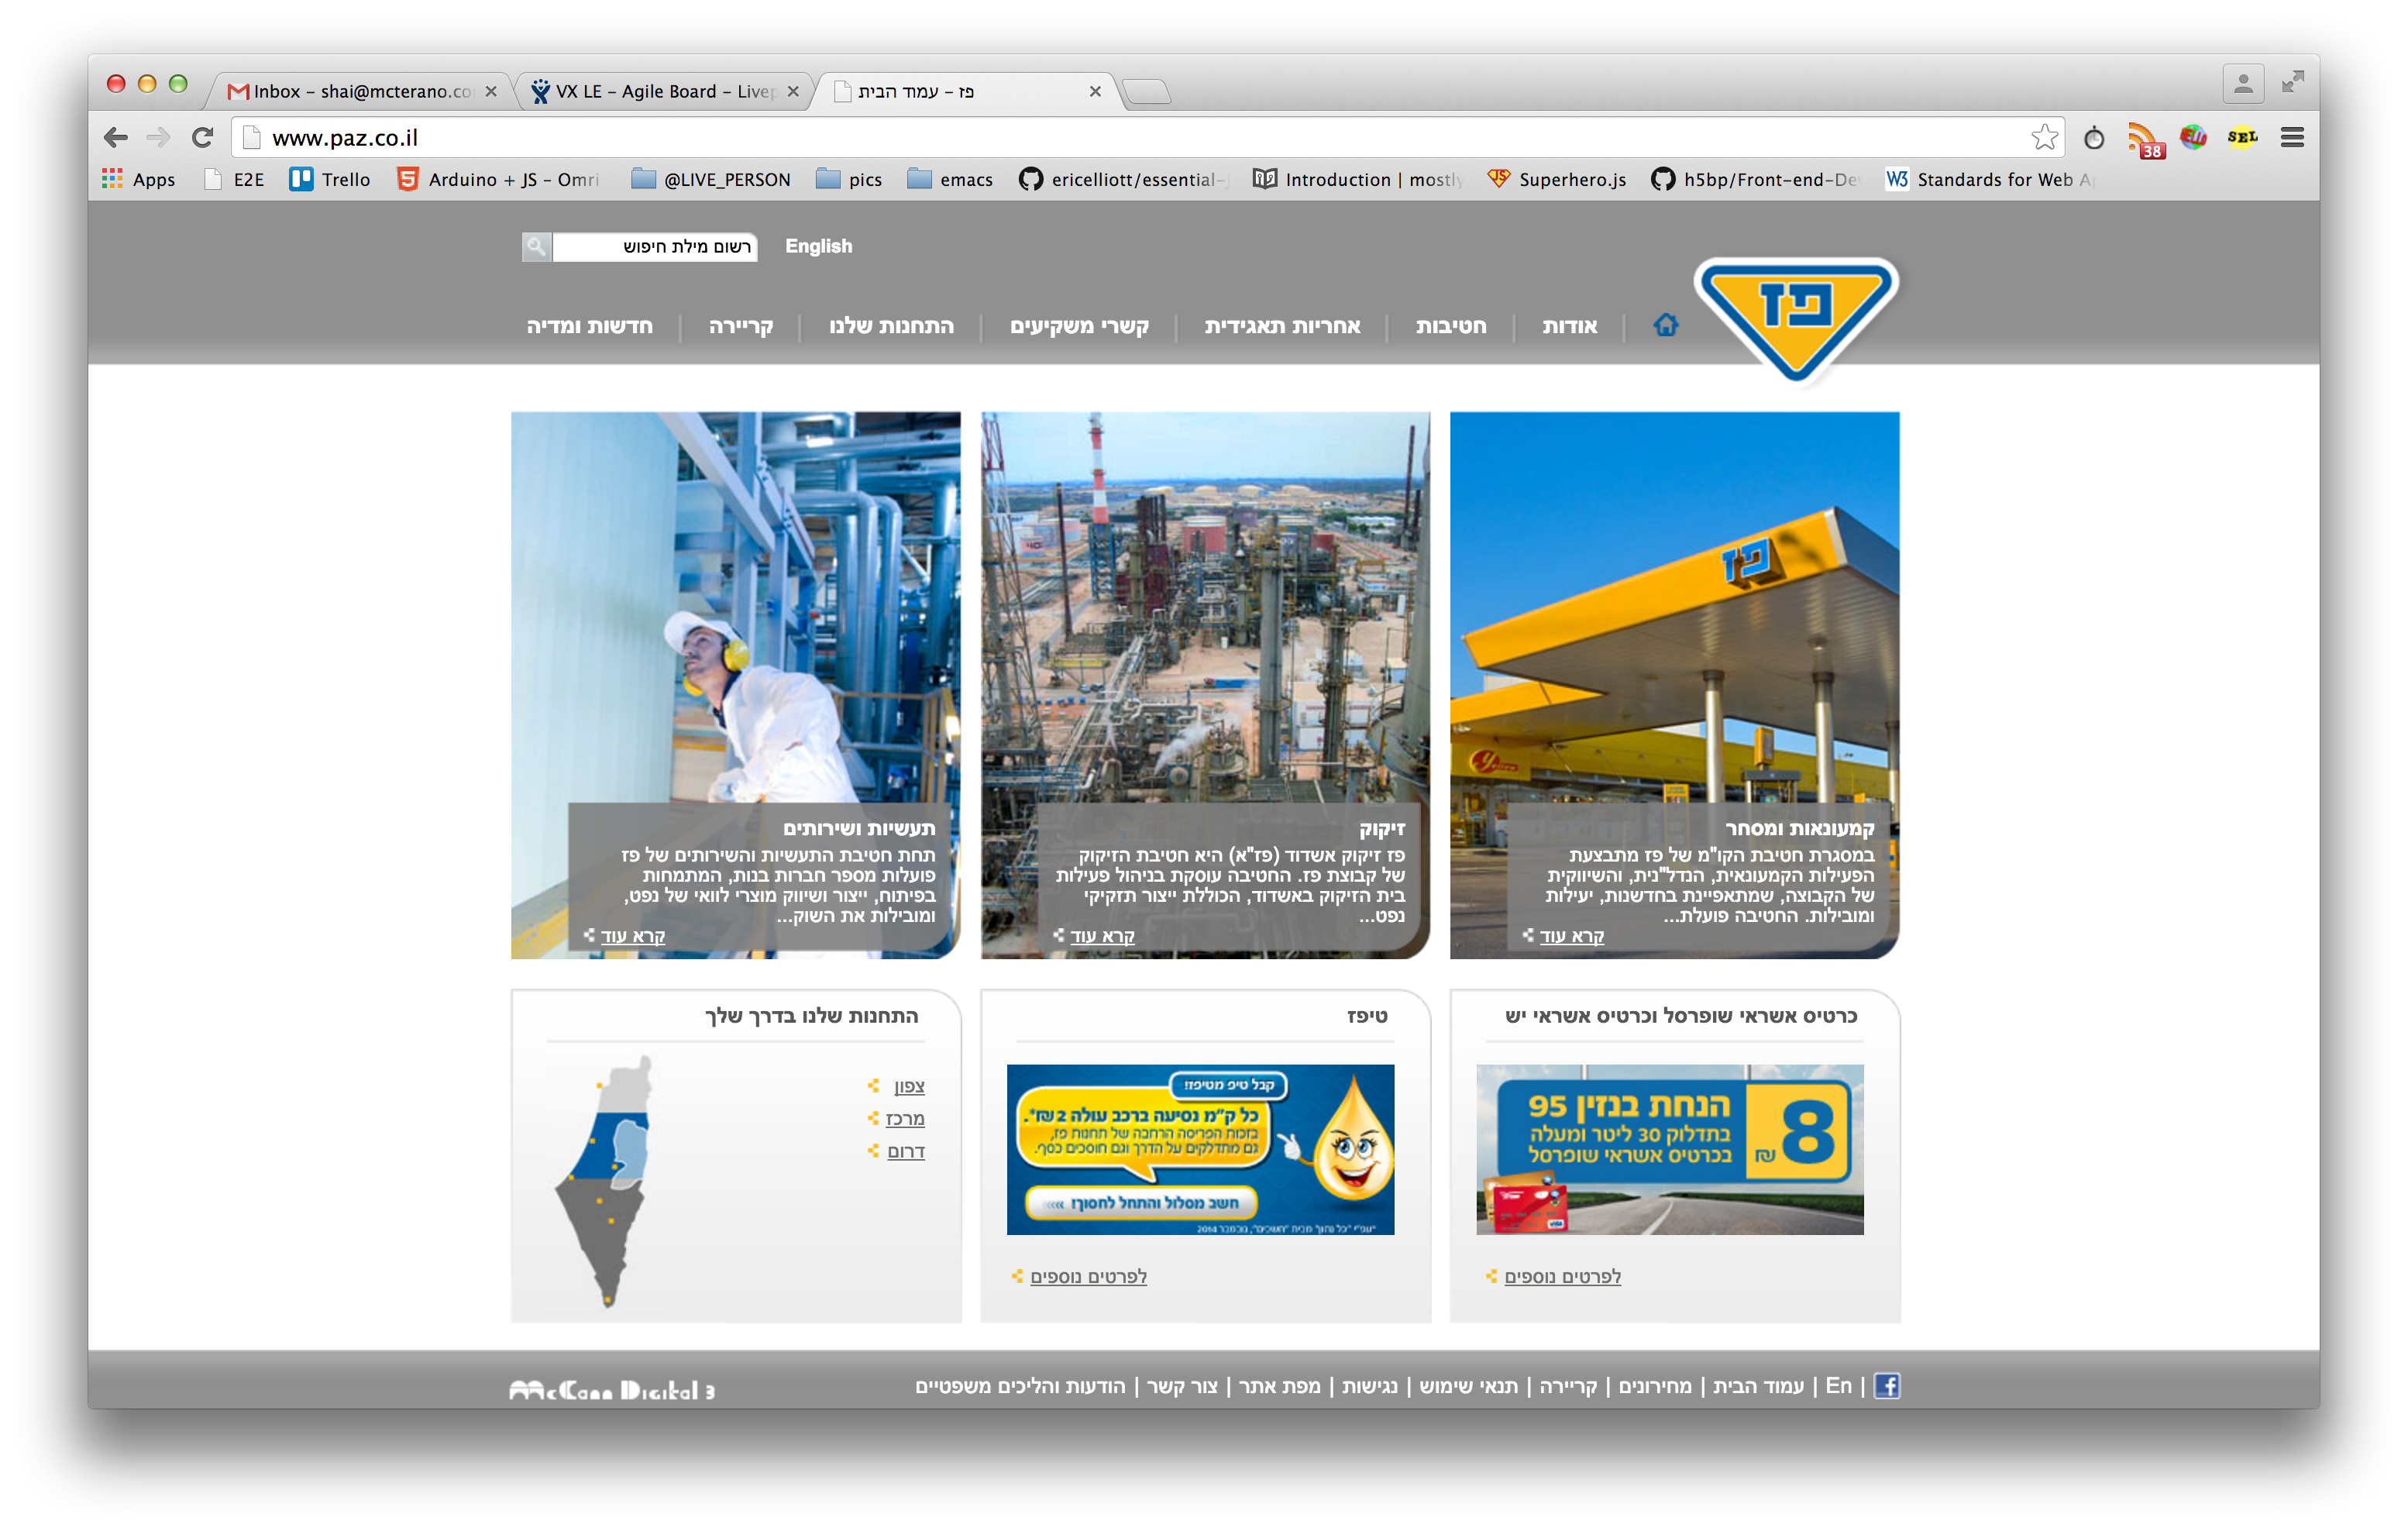 Inbox – shai@mcterano.co
VX LE – Agile Board – Livep
פז – עמוד הבית
www.paz.co.il
38
SEL
Apps
E2E
Trello
Arduino + JS – Omri
@LIVE_PERSON
pics
emacs
ericelliott/essential-j
Introduction | mostly
Superhero.js
h5bp/Front-end-De
W3 Standards for Web A
רשום מילת חיפוש
English
פז
אודות
חטיבות
אחריות תאגידית
קשרי משקיעים
התחנות שלנו
קריירה
חדשות ומדיה
פז
קמעונאות ומסחר
במסגרת חטיבת הקו"מ של פז מתבצעת
הפעילות הקמעונאית, הנדל"נית, והשיווקית
של הקבוצה, שמתאפיינת בחדשנות, יעילות
ומובילות. החטיבה פועלת...
קרא עוד
זיקוק
פז זיקוק אשדוד (פז"א) היא חטיבת הזיקוק
של קבוצת פז. החטיבה עוסקת בניהול פעילות
בית הזיקוק באשדוד, הכוללת ייצור תזקיקי
נפט...
קרא עוד
תעשיות ושירותים
תחת חטיבת התעשיות והשירותים של פז
פועלות מספר חברות בנות, המתמחות
בפיתוח, ייצור ושיווק מוצרי לוואי של נפט,
ומובילות את השוק...
קרא עוד
כרטיס אשראי שופרסל וכרטיס אשראי יש
8 ₪
הנחת בנזין 95
בתדלוק 30 ליטר ומעלה
בכרטיס אשראי שופרסל
VISA
לפרטים נוספים
טיפז
קבל טיפ מטיפז!
כל ק"מ נסיעה ברכב עולה 2 ₪*.
בזכות הפריסה הרחבה של תחנות פז,
גם מתדלקים על הדרך וגם חוסכים כסף.
חשב מסלול והתחל לחסוך!
לפרטים נוספים
התחנות שלנו בדרך שלך
צפון
מרכז
דרום
En | עמוד הבית | מחירונים | קריירה | תנאי שימוש | נגישות | מפת אתר | צור קשר | הודעות והליכים משפטיים
McCann Digital 3